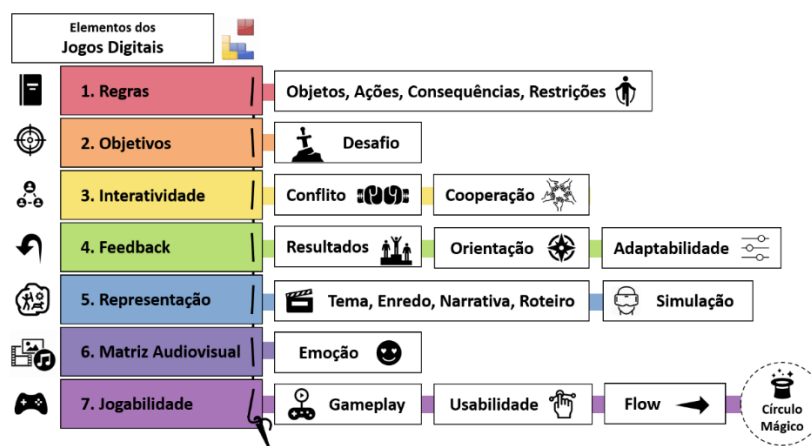 Elementos dos
Jogos Digitais
1. Regras
Objetos, Ações, Consequências, Restrições
2. Objetivos
Desafio
3. Interatividade
Conflito
Cooperação
4. Feedback
Resultados
Orientação
Adaptabilidade
5. Representação
Tema, Enredo, Narrativa, Roteiro
Simulação
6. Matriz Audiovisual
Emoção
7. Jogabilidade
Gameplay
Usabilidade
Flow
Círculo
Mágico